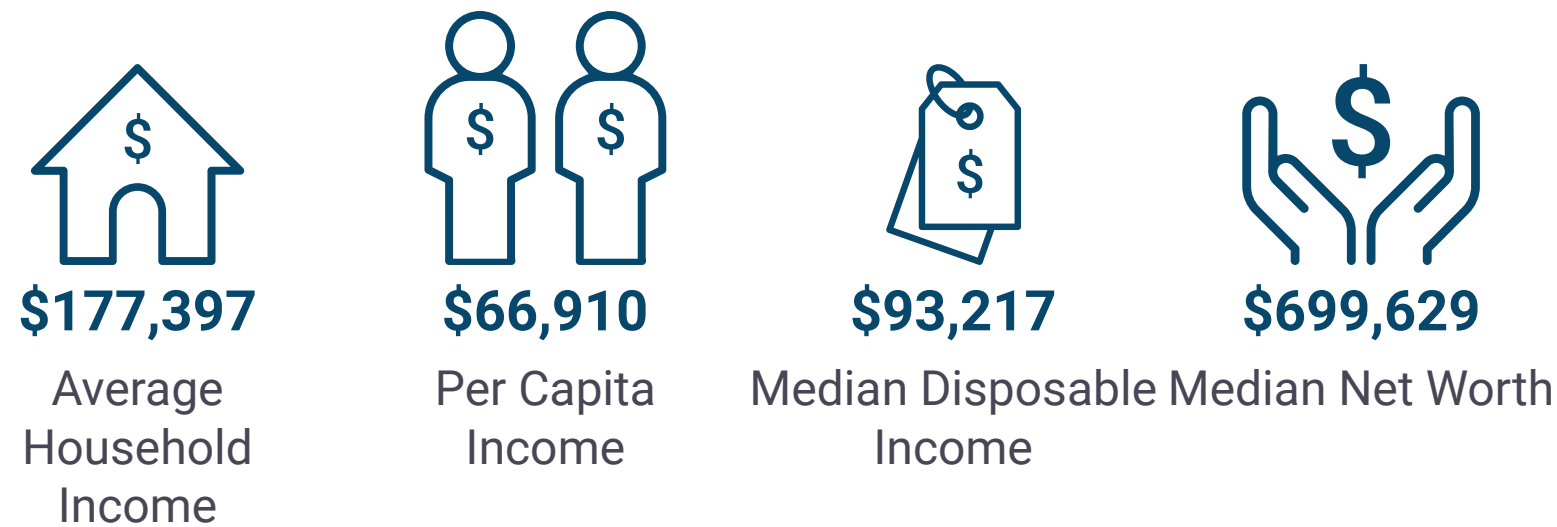 $
$
$
$
$
$177,397
Average
Household
Income
$66,910
Per Capita
Income
$93,217
Median Disposable
Income
$699,629
Median Net Worth